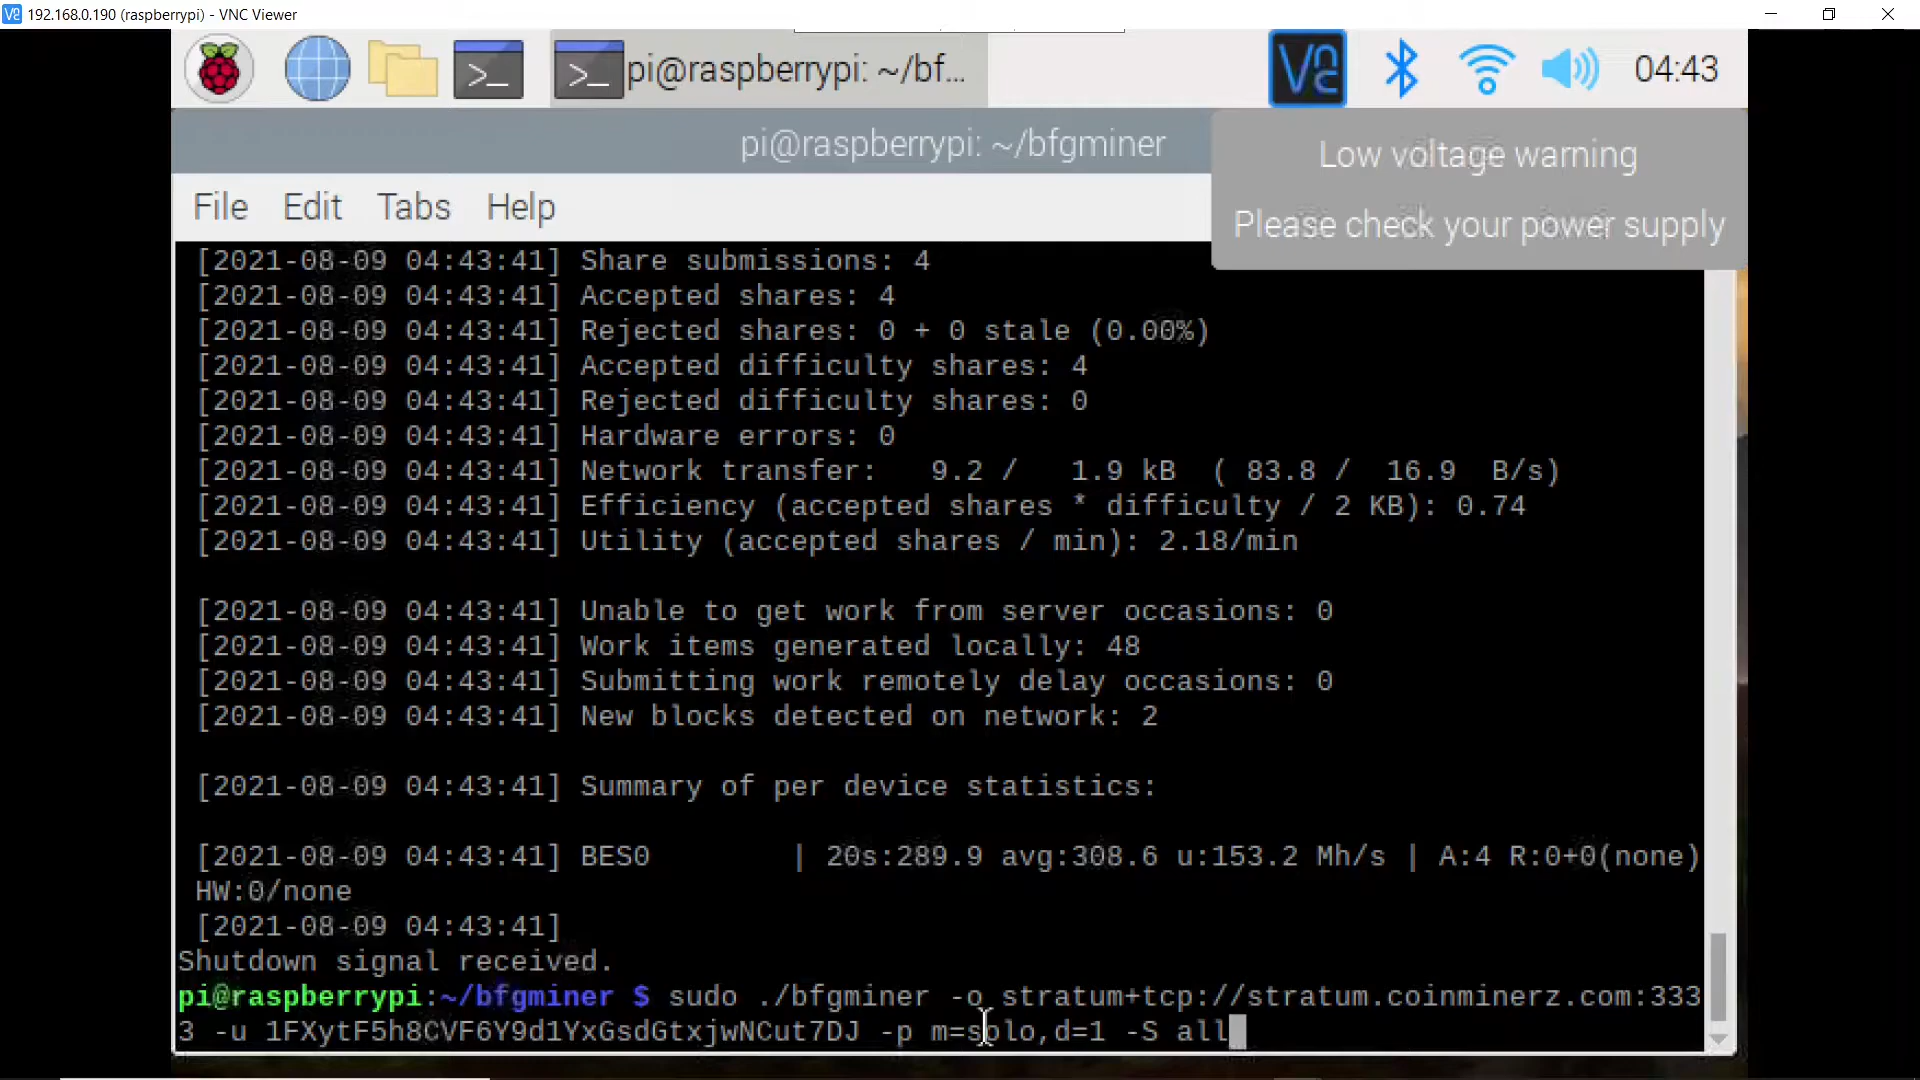 192.168.0.190 (raspberrypi) - VNC Viewer
pi@raspberrypi: ~/bf...
04:43
pi@raspberrypi: ~/bfgminer
Low voltage warning
Please check your power supply
File Edit Tabs Help
[2021-08-09 04:43:41] Share submissions: 4
[2021-08-09 04:43:41] Accepted shares: 4
[2021-08-09 04:43:41] Rejected shares: 0 + 0 stale (0.00%)
[2021-08-09 04:43:41] Accepted difficulty shares: 4
[2021-08-09 04:43:41] Rejected difficulty shares: 0
[2021-08-09 04:43:41] Hardware errors: 0
[2021-08-09 04:43:41] Network transfer: 9.2 / 1.9 kB ( 83.8 / 16.9 B/s)
[2021-08-09 04:43:41] Efficiency (accepted shares * difficulty / 2 KB): 0.74
[2021-08-09 04:43:41] Utility (accepted shares / min): 2.18/min
[2021-08-09 04:43:41] Unable to get work from server occasions: 0
[2021-08-09 04:43:41] Work items generated locally: 48
[2021-08-09 04:43:41] Submitting work remotely delay occasions: 0
[2021-08-09 04:43:41] New blocks detected on network: 2
[2021-08-09 04:43:41] Summary of per device statistics:
[2021-08-09 04:43:41] BES0 | 20s:289.9 avg:308.6 u:153.2 Mh/s | A:4 R:0+0(none)
HW:0/none
[2021-08-09 04:43:41]
Shutdown signal received.
pi@raspberrypi:~/bfgminer $ sudo ./bfgminer -o stratum+tcp://stratum.coinminerz.com:333
3 -u 1FXytF5h8CVF6Y9d1YxGsdGtxjwNCut7DJ -p m=solo,d=1 -S all